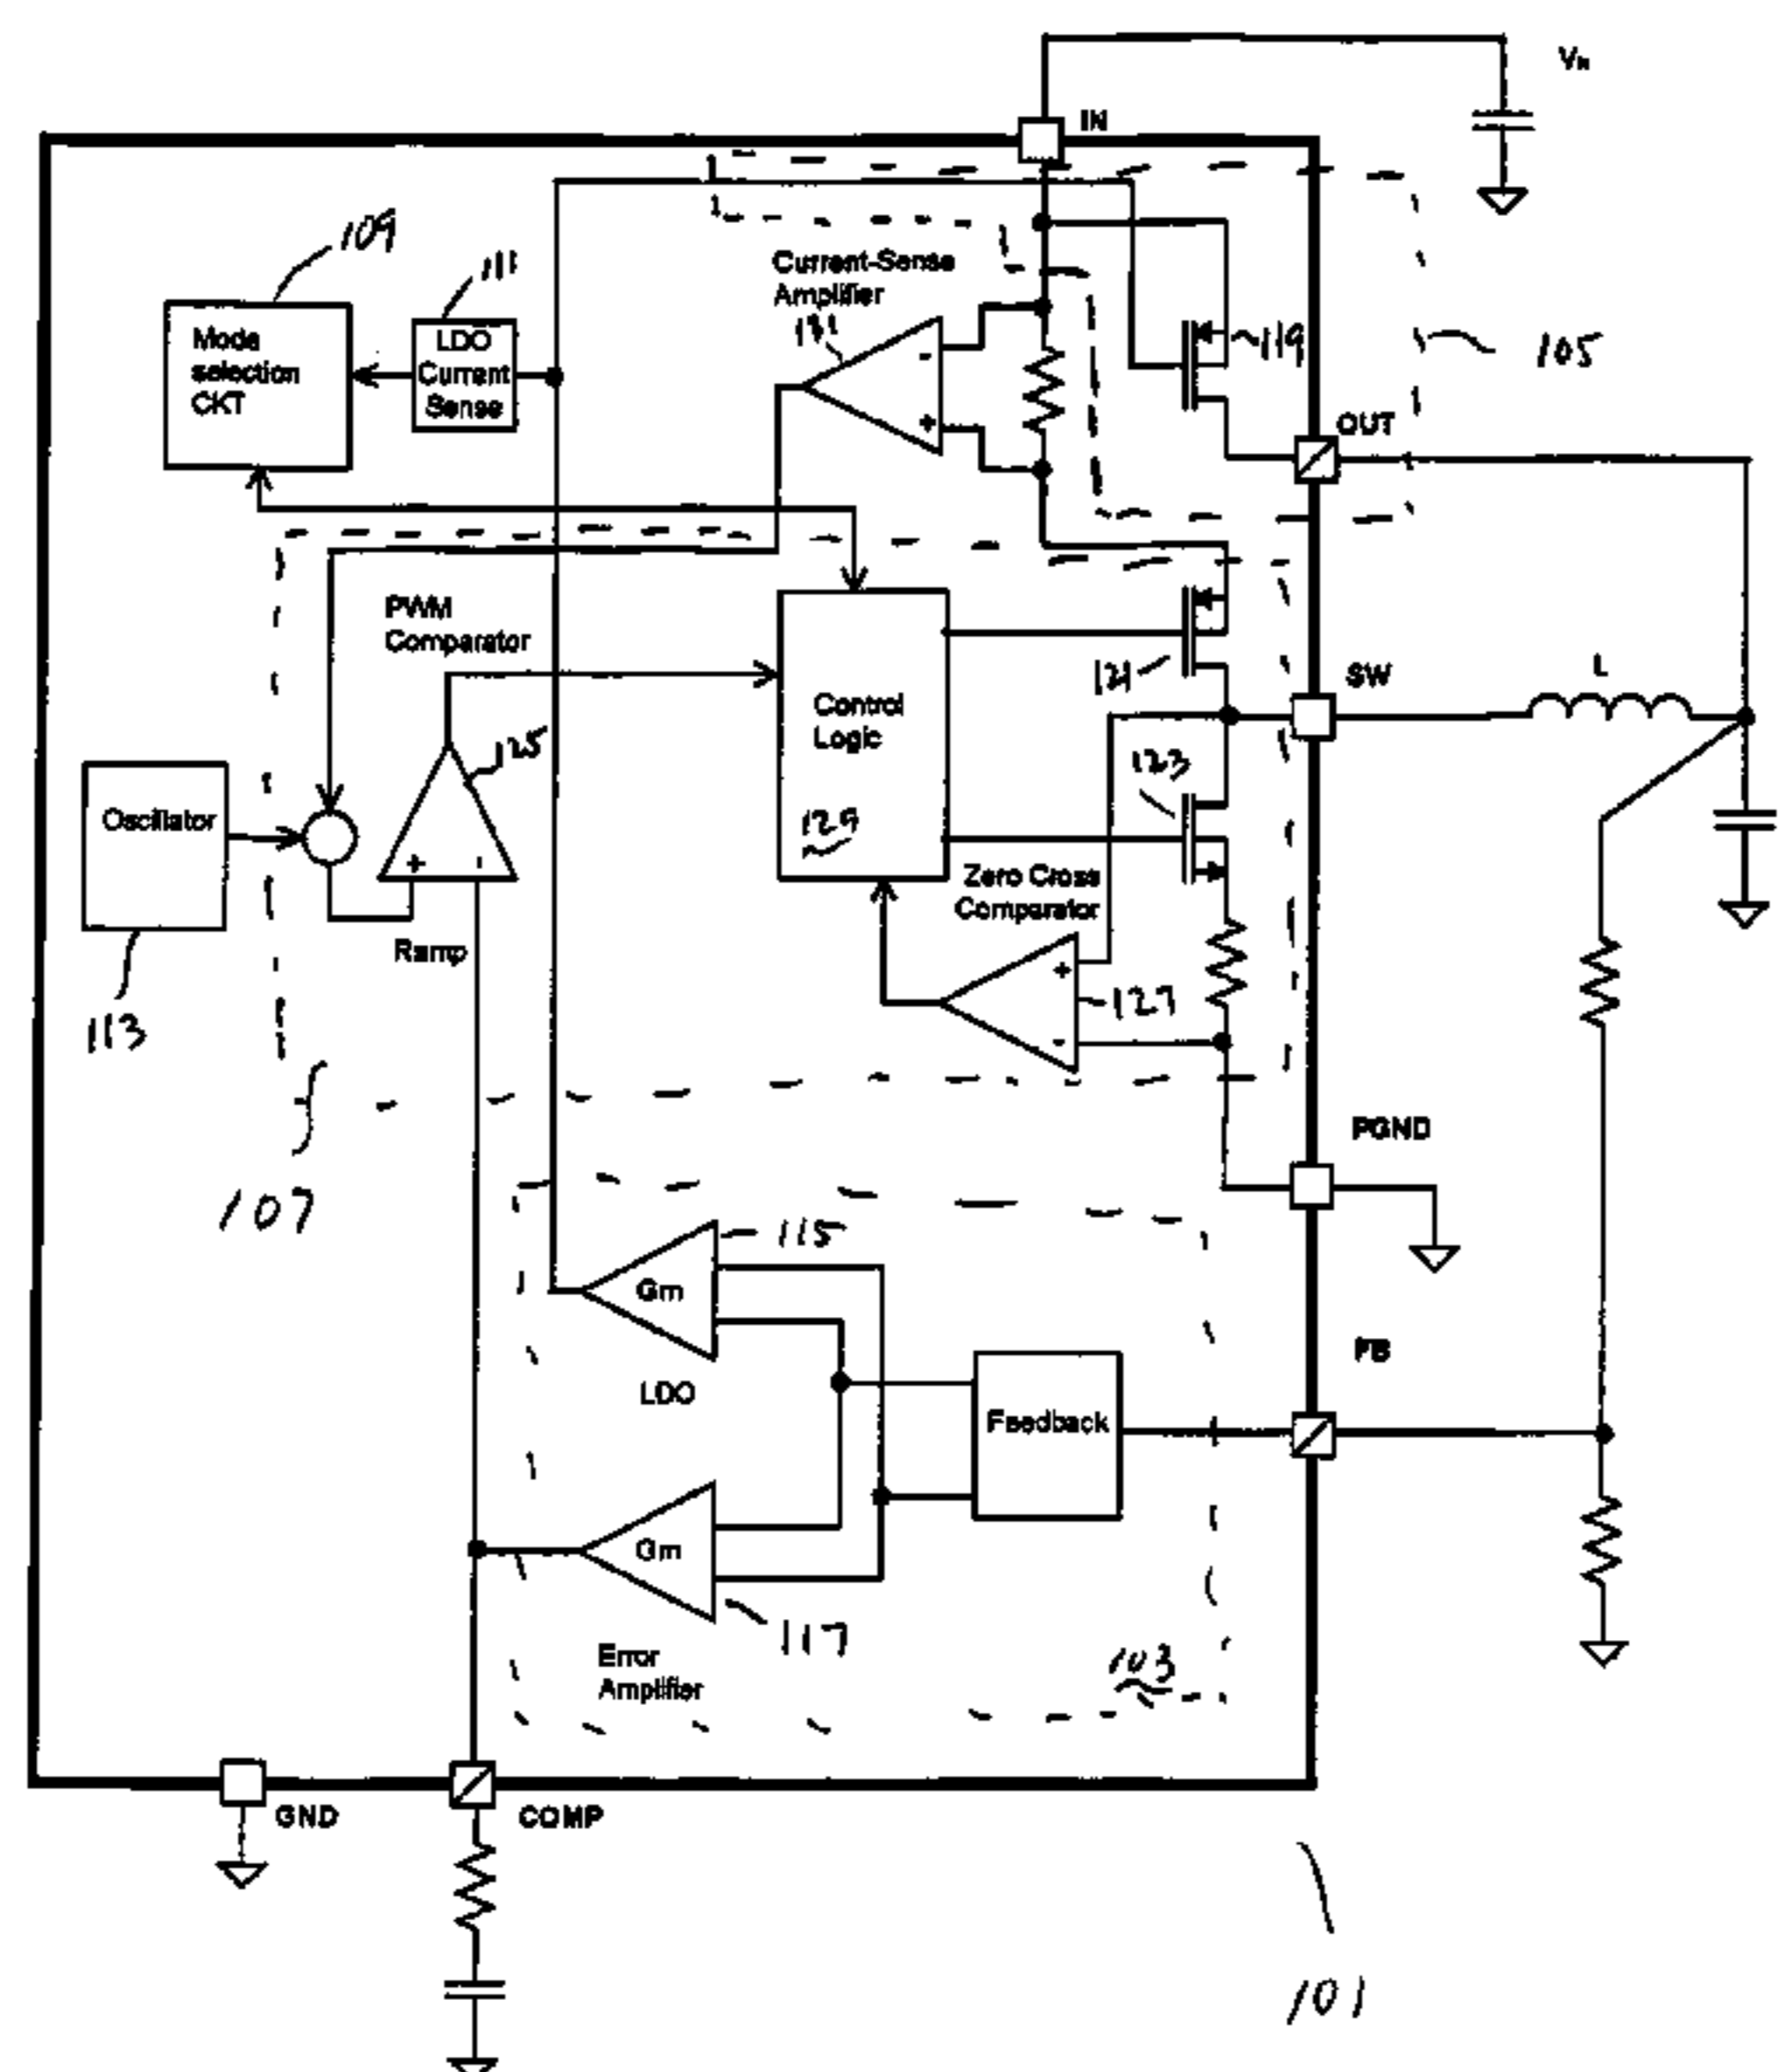 VIN
IN
109
111
Current-Sense
Amplifier
131
Mode
selection
CKT
LDO
Current
Sense
-
+
119
105
OUT
PWM
Comparator
121
SW
L
Control
Logic
125
123
Oscillator
129
+ -
Zero Cross
Comparator
Ramp
+
127
-
113
PGND
107
115
Gm
FB
LDO
Feedback
Gm
117
Error
Amplifier
103
GND
COMP
101